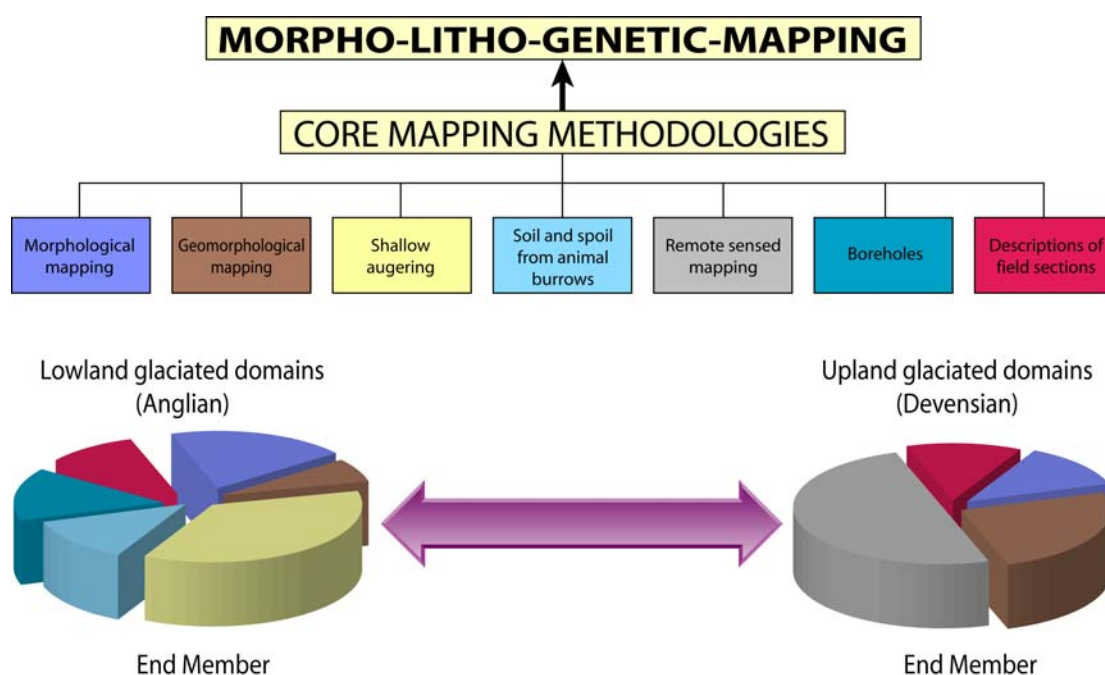 MORPHO-LITHO-GENETIC-MAPPING
CORE MAPPING METHODOLOGIES
Morphological
mapping
Geomorphological
mapping
Shallow
augering
Soil and spoil
from animal
burrows
Remote sensed
mapping
Boreholes
Descriptions of
field sections
Lowland glaciated domains
(Anglian)
Upland glaciated domains
(Devensian)
End Member
End Member